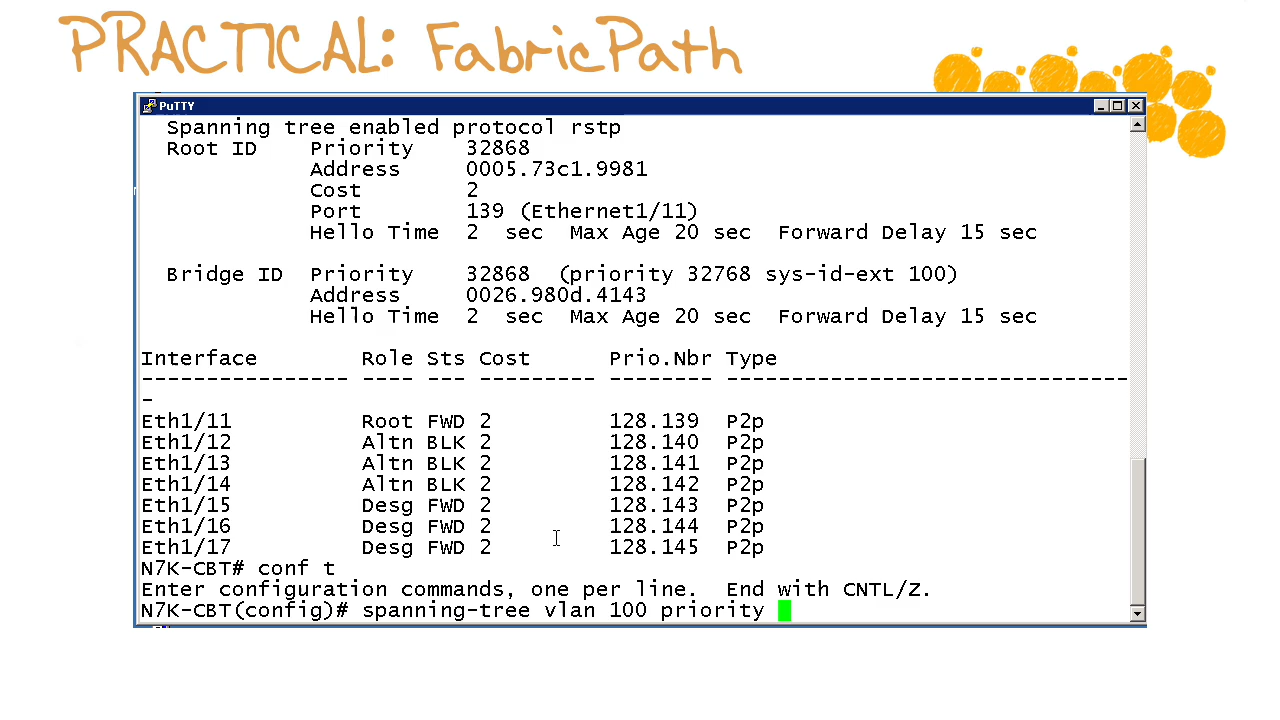 PRACTICAL: FabricPath
PuTTY
Spanning tree enabled protocol rstp
Root ID Priority 32868
Address 0005.73c1.9981
Cost 2
Port 139 (Ethernet1/11)
Hello Time 2 sec Max Age 20 sec Forward Delay 15 sec
Bridge ID Priority 32868 (priority 32768 sys-id-ext 100)
Address 0026.980d.4143
Hello Time 2 sec Max Age 20 sec Forward Delay 15 sec
Interface Role Sts Cost Prio.Nbr Type
---------------- ---- --- --------- -------- -------------------------------
-
Eth1/11 Root FWD 2 128.139 P2p
Eth1/12 Altn BLK 2 128.140 P2p
Eth1/13 Altn BLK 2 128.141 P2p
Eth1/14 Altn BLK 2 128.142 P2p
Eth1/15 Desg FWD 2 128.143 P2p
Eth1/16 Desg FWD 2 128.144 P2p
Eth1/17 Desg FWD 2 128.145 P2p
N7K-CBT# conf t
Enter configuration commands, one per line. End with CNTL/Z.
N7K-CBT(config)# spanning-tree vlan 100 priority